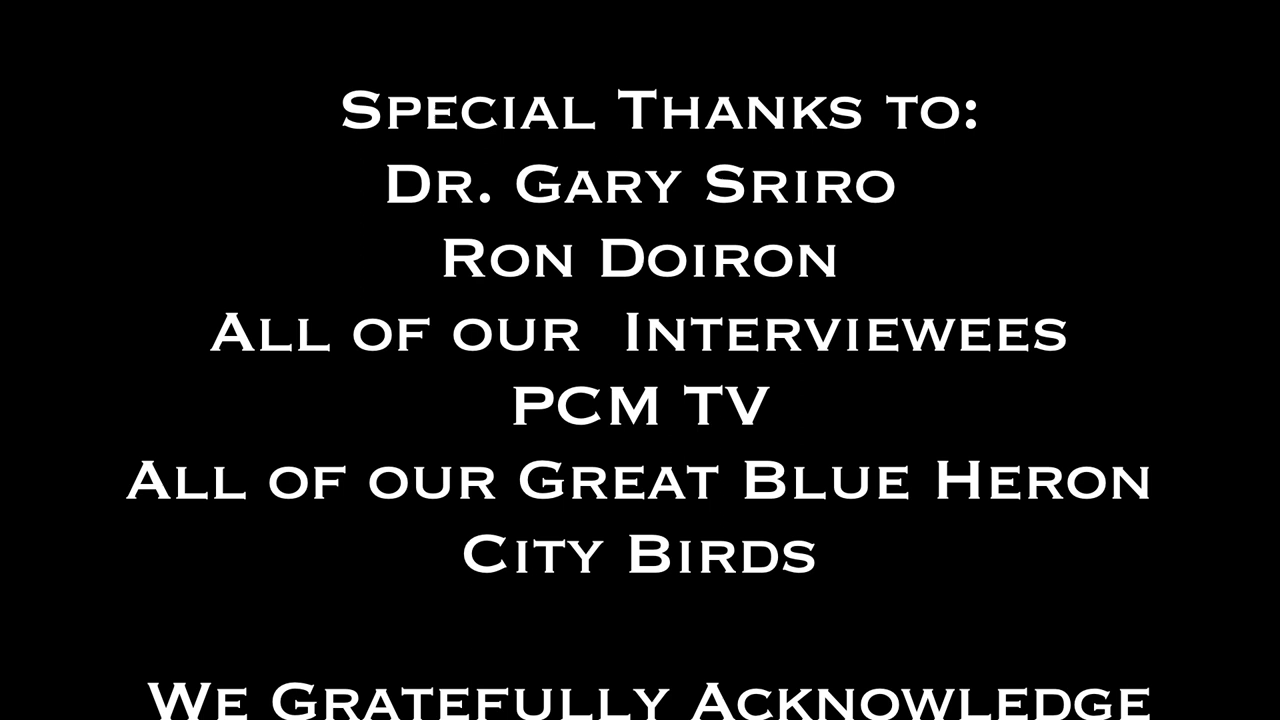 Special Thanks to:
Dr. Gary Sriro
Ron Doiron
All of our  Interviewees
PCM TV
All of our Great Blue Heron
City Birds
We Gratefully Acknowledge